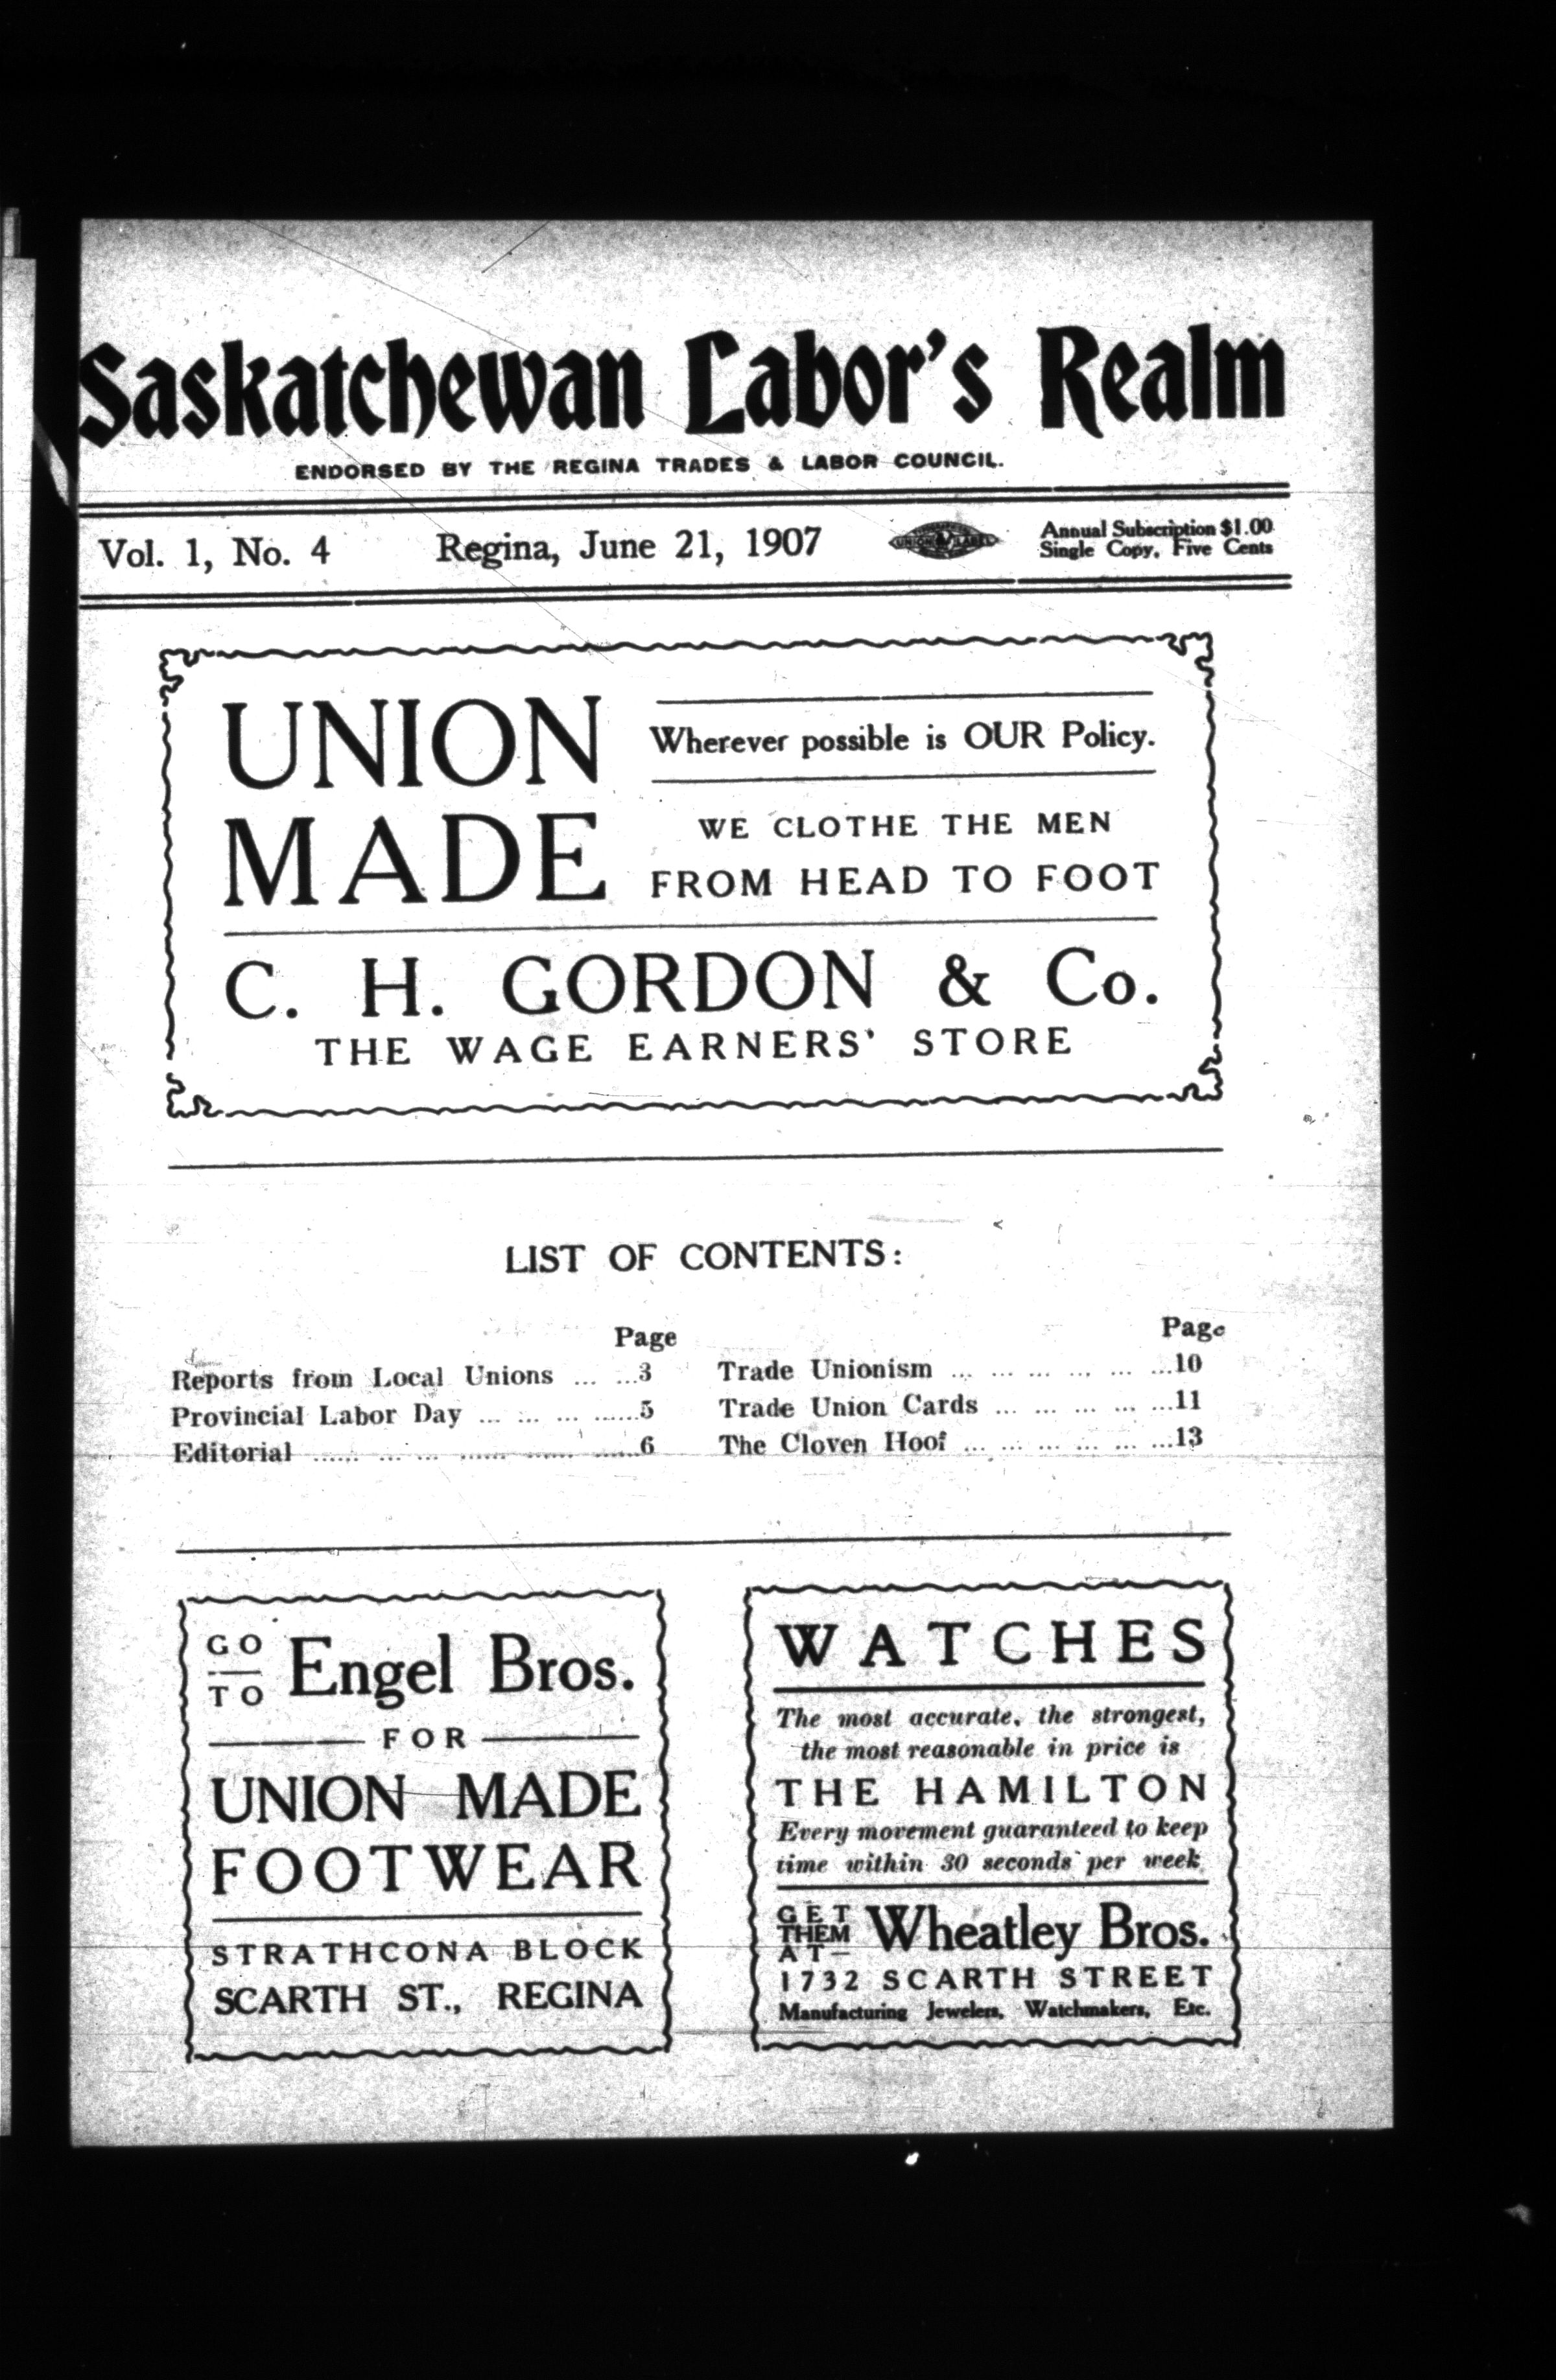 Saskatchewan Labor's Realm
ENDORSED BY THE REGINA TRADES & LABOR COUNCIL.
Vol. 1, No. 4 Regina, June 21, 1907 UNION LABEL
Annual Subscription $1.00
Single Copy, Five Cents
UNION
MADE
Wherever possible is OUR Policy.
WE CLOTHE THE MEN
FROM HEAD TO FOOT
C. H. GORDON & Co.
THE WAGE EARNERS' STORE
LIST OF CONTENTS:
Page
Reports from Local Unions ... ...3
Provincial Labor Day ... ... ... ......5
Editorial ...... ... ... ...... ...... ......6
Page
Trade Unionism ... ... ... ... ... ...10
Trade Union Cards ... ... ... ... ...11
The Cloven Hoof ... ... ... ... ... ...13
GO
TO
Engel Bros.
FOR
UNION MADE
FOOTWEAR
STRATHCONA BLOCK
SCARTH ST., REGINA
WATCHES
The most accurate, the strongest,
the most reasonable in price is
THE HAMILTON
Every movement guaranteed to keep
time within 30 seconds per week
GET
THEM
AT
Wheatley Bros.
1732 SCARTH STREET
Manufacturing Jewelers, Watchmakers, Etc.